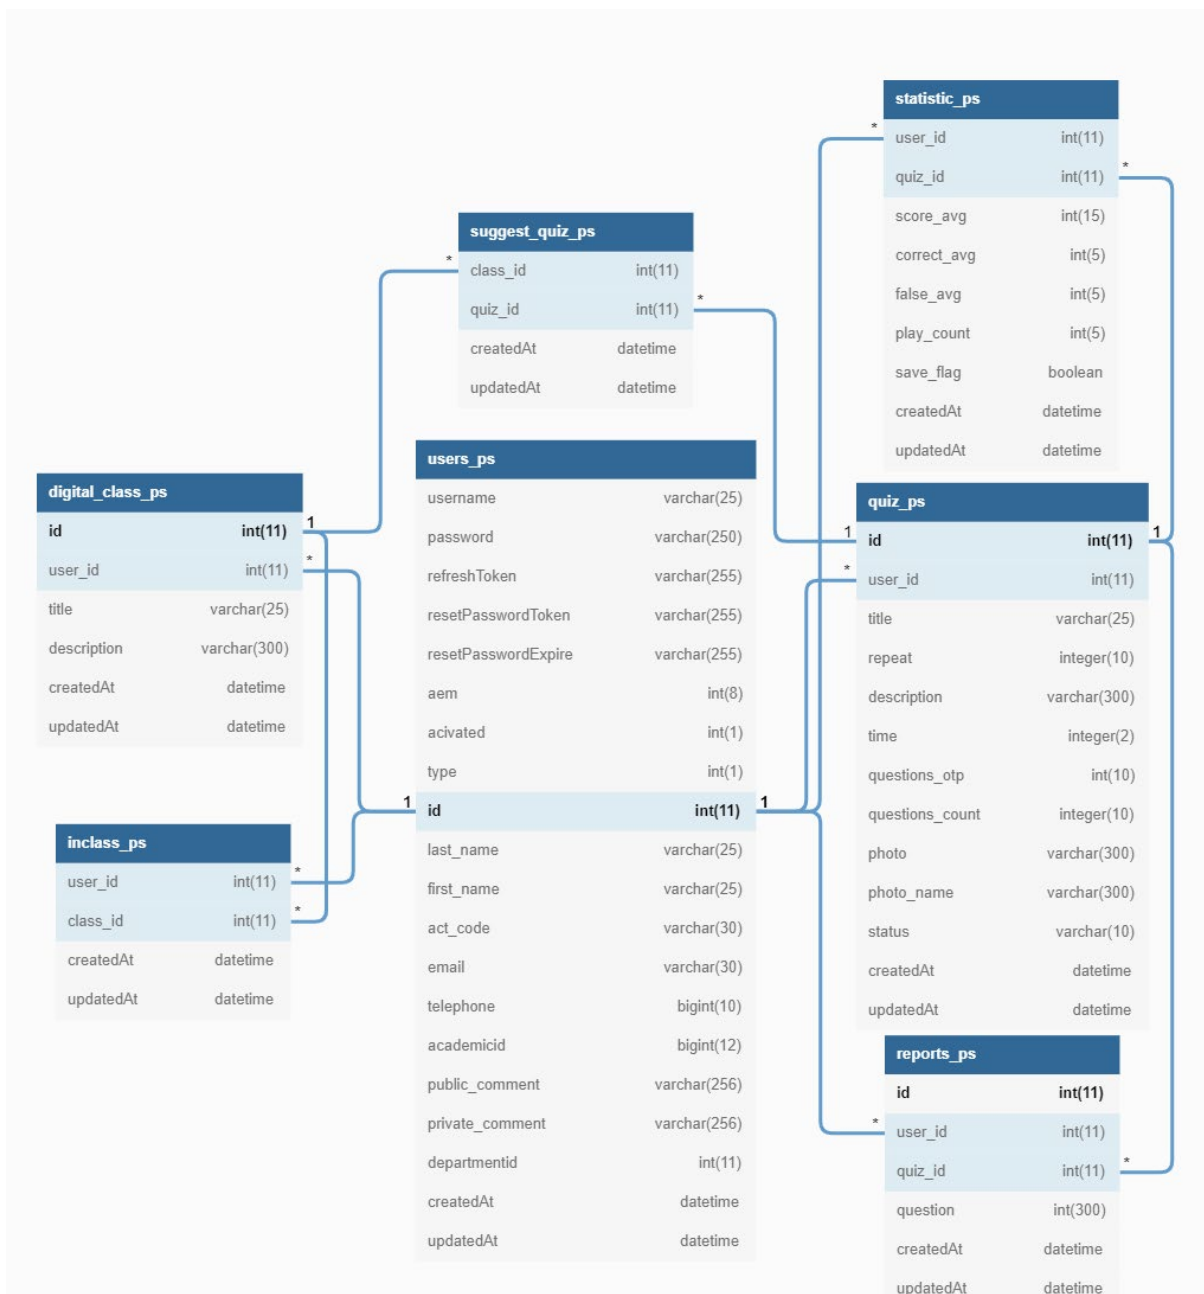 statistic_ps
* user_id int(11)
quiz_id int(11) *
score_avg int(15)
correct_avg int(5)
false_avg int(5)
play_count int(5)
save_flag boolean
createdAt datetime
updatedAt datetime
suggest_quiz_ps
* class_id int(11)
quiz_id int(11) *
createdAt datetime
updatedAt datetime
digital_class_ps
id int(11) 1
user_id int(11) *
title varchar(25)
description varchar(300)
createdAt datetime
updatedAt datetime
inclass_ps
user_id int(11) *
class_id int(11) *
createdAt datetime
updatedAt datetime
users_ps
username varchar(25)
password varchar(250)
refreshToken varchar(255)
resetPasswordToken varchar(255)
resetPasswordExpire varchar(255)
aem int(8)
acivated int(1)
type int(1)
1 id int(11) 1
last_name varchar(25)
first_name varchar(25)
act_code varchar(30)
email varchar(30)
telephone bigint(10)
academicid bigint(12)
public_comment varchar(256)
private_comment varchar(256)
departmentid int(11)
createdAt datetime
updatedAt datetime
quiz_ps
1 id int(11) 1
* user_id int(11)
title varchar(25)
repeat integer(10)
description varchar(300)
time integer(2)
questions_otp int(10)
questions_count integer(10)
photo varchar(300)
photo_name varchar(300)
status varchar(10)
createdAt datetime
updatedAt datetime
reports_ps
id int(11)
* user_id int(11)
quiz_id int(11) *
question int(300)
createdAt datetime
updatedAt datetime